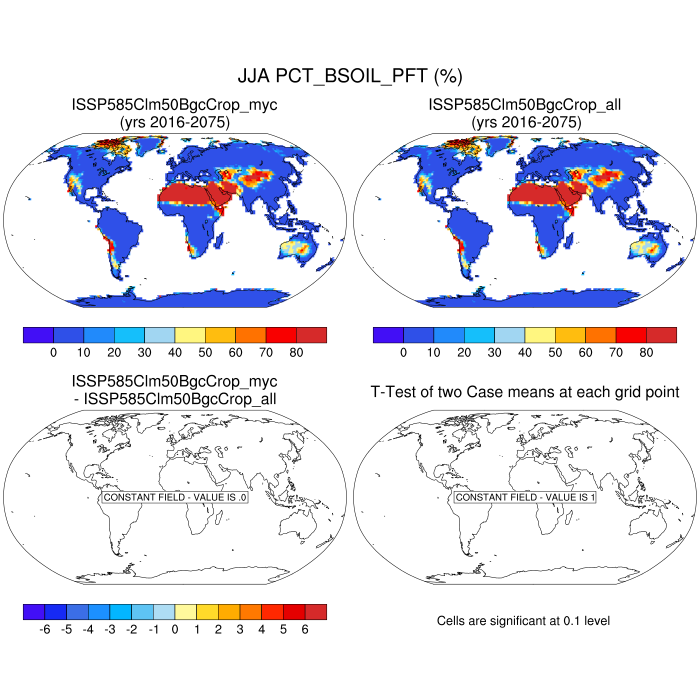 JJA PCT_BSOIL_PFT (%)
ISSP585Clm50BgcCrop_myc
(yrs 2016-2075)
ISSP585Clm50BgcCrop_all
(yrs 2016-2075)
0 10 20 30 40 50 60 70 80
0 10 20 30 40 50 60 70 80
ISSP585Clm50BgcCrop_myc
- ISSP585Clm50BgcCrop_all
T-Test of two Case means at each grid point
CONSTANT FIELD - VALUE IS .0
CONSTANT FIELD - VALUE IS 1
-6 -5 -4 -3 -2 -1 0 1 2 3 4 5 6
Cells are significant at 0.1 level